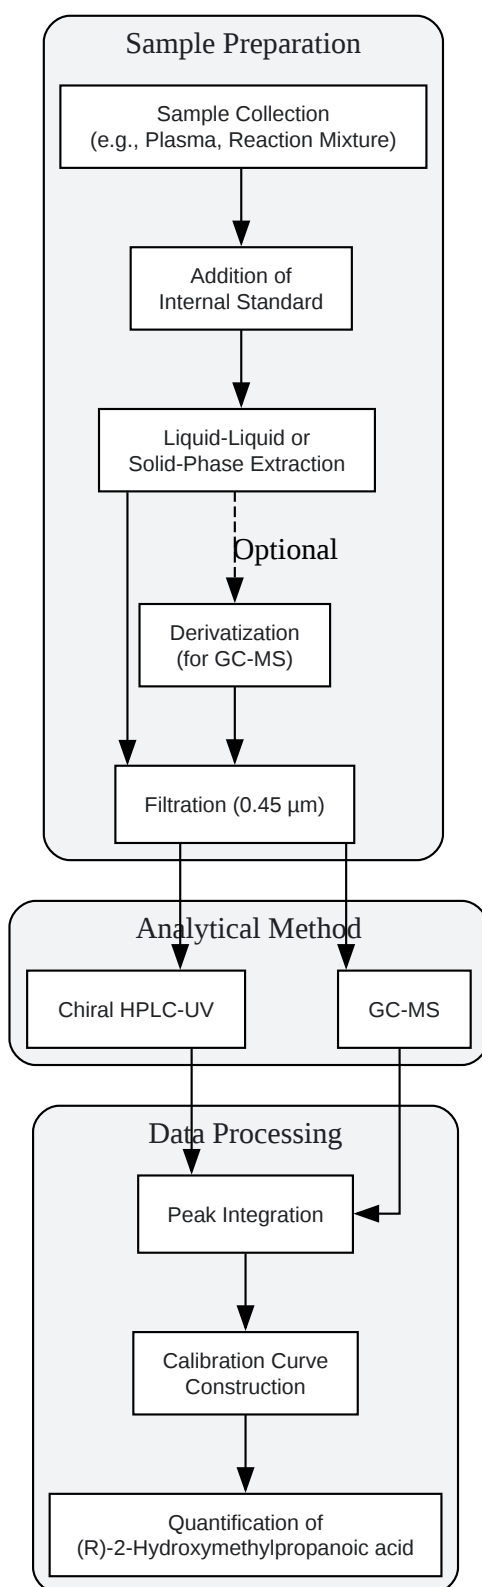 Sample Preparation
Sample Collection
(e.g., Plasma, Reaction Mixture)
Addition of
Internal Standard
Liquid-Liquid or
Solid-Phase Extraction
Optional
Derivatization
(for GC-MS)
Filtration (0.45 µm)
Analytical Method
Chiral HPLC-UV
GC-MS
Data Processing
Peak Integration
Calibration Curve
Construction
Quantification of
(R)-2-Hydroxymethylpropanoic acid